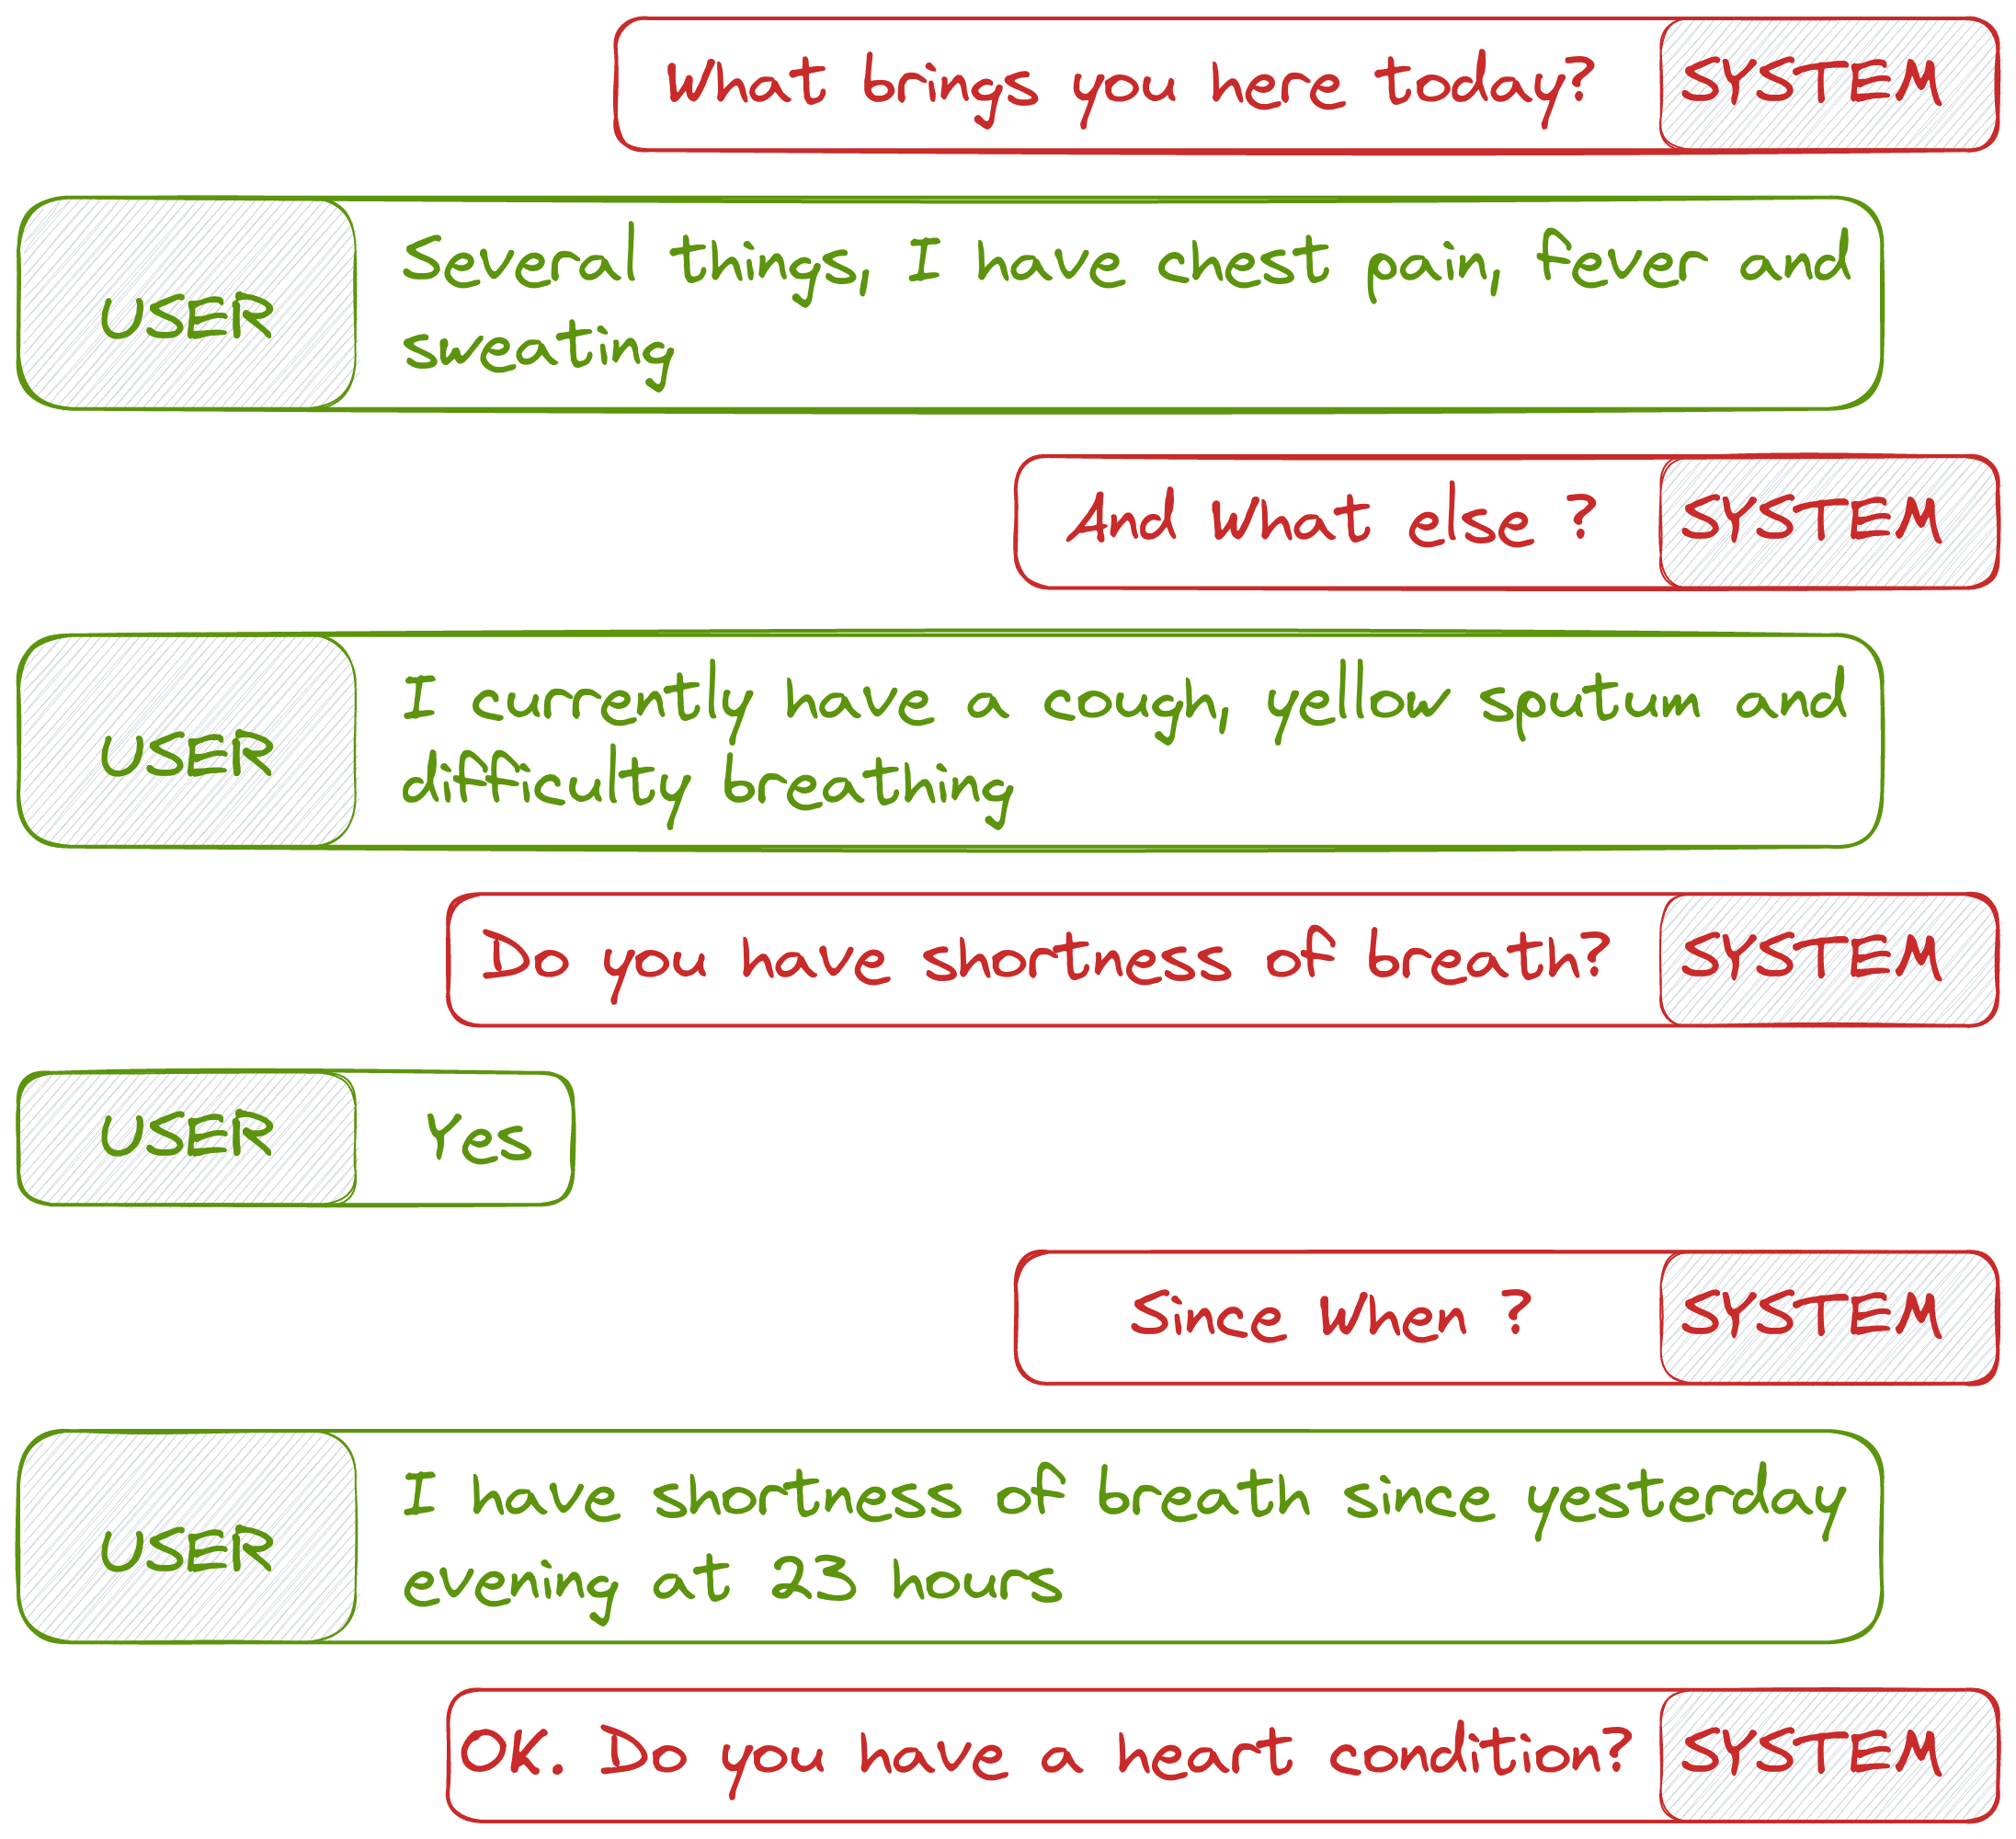 What brings you here today? SYSTEM
USER Several things, I have chest pain, fever and
sweating
And What else ? SYSTEM
USER I currently have a cough, yellow sputum and
difficulty breathing
Do you have shortness of breath? SYSTEM
USER Yes
Since When ? SYSTEM
USER I have shortness of breath since yesterday
evening at 23 hours
OK. Do you have a heart condition? SYSTEM